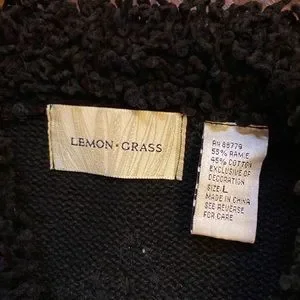 LEMON · GRASS
RN 88779
55% RAMIE
45% COTTON
EXCLUSIVE OF
DECORATION
SIZE: L
MADE IN CHINA
SEE REVERSE
FOR CARE